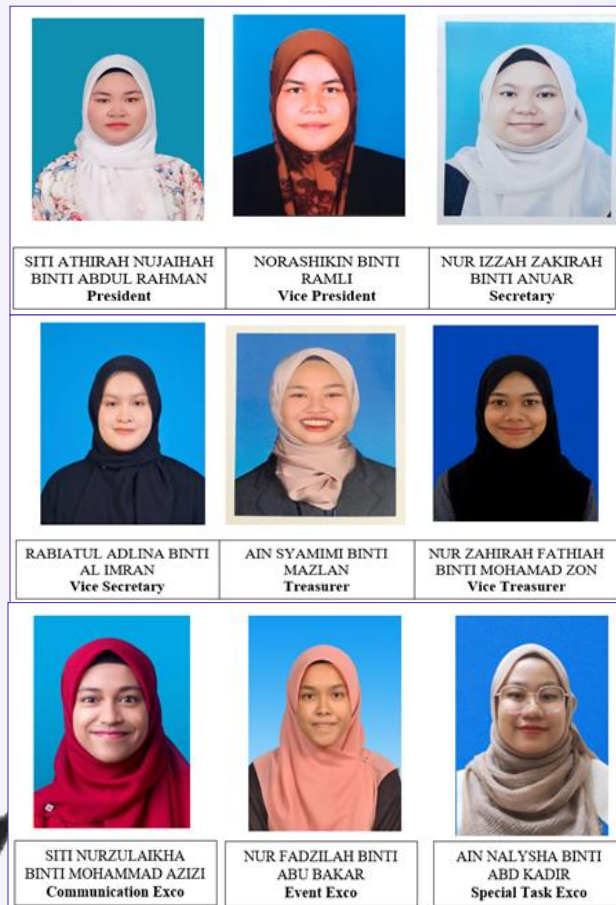 SITI ATHIRAH NUJAIHAH
BINTI ABDUL RAHMAN
President
NORASHIKIN BINTI
RAMLI
Vice President
NUR IZZAH ZAKIRAH
BINTI ANUAR
Secretary
RABIATUL ADLINA BINTI
AL IMRAN
Vice Secretary
AIN SYAMIMI BINTI
MAZLAN
Treasurer
NUR ZAHIRAH FATHIAH
BINTI MOHAMAD ZON
Vice Treasurer
SITI NURZULAIKHA
BINTI MOHAMMAD AZIZI
Communication Exco
NUR FADZILAH BINTI
ABU BAKAR
Event Exco
AIN NALYSHA BINTI
ABD KADIR
Special Task Exco